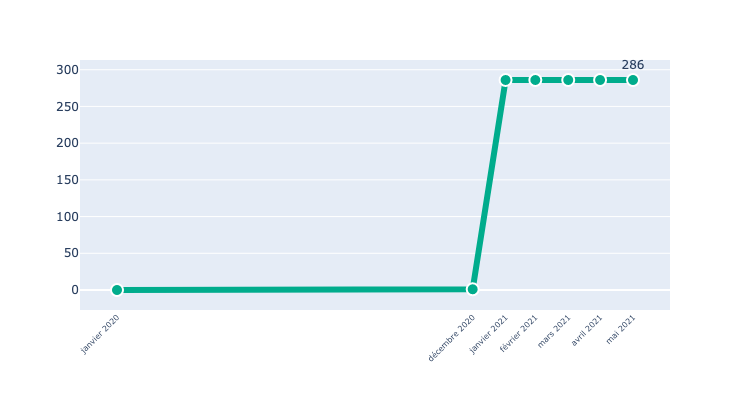 286
300
250
200
150
100
50
0
janvier 2020
décembre 2020
janvier 2021
février 2021
mars 2021
avril 2021
mai 2021